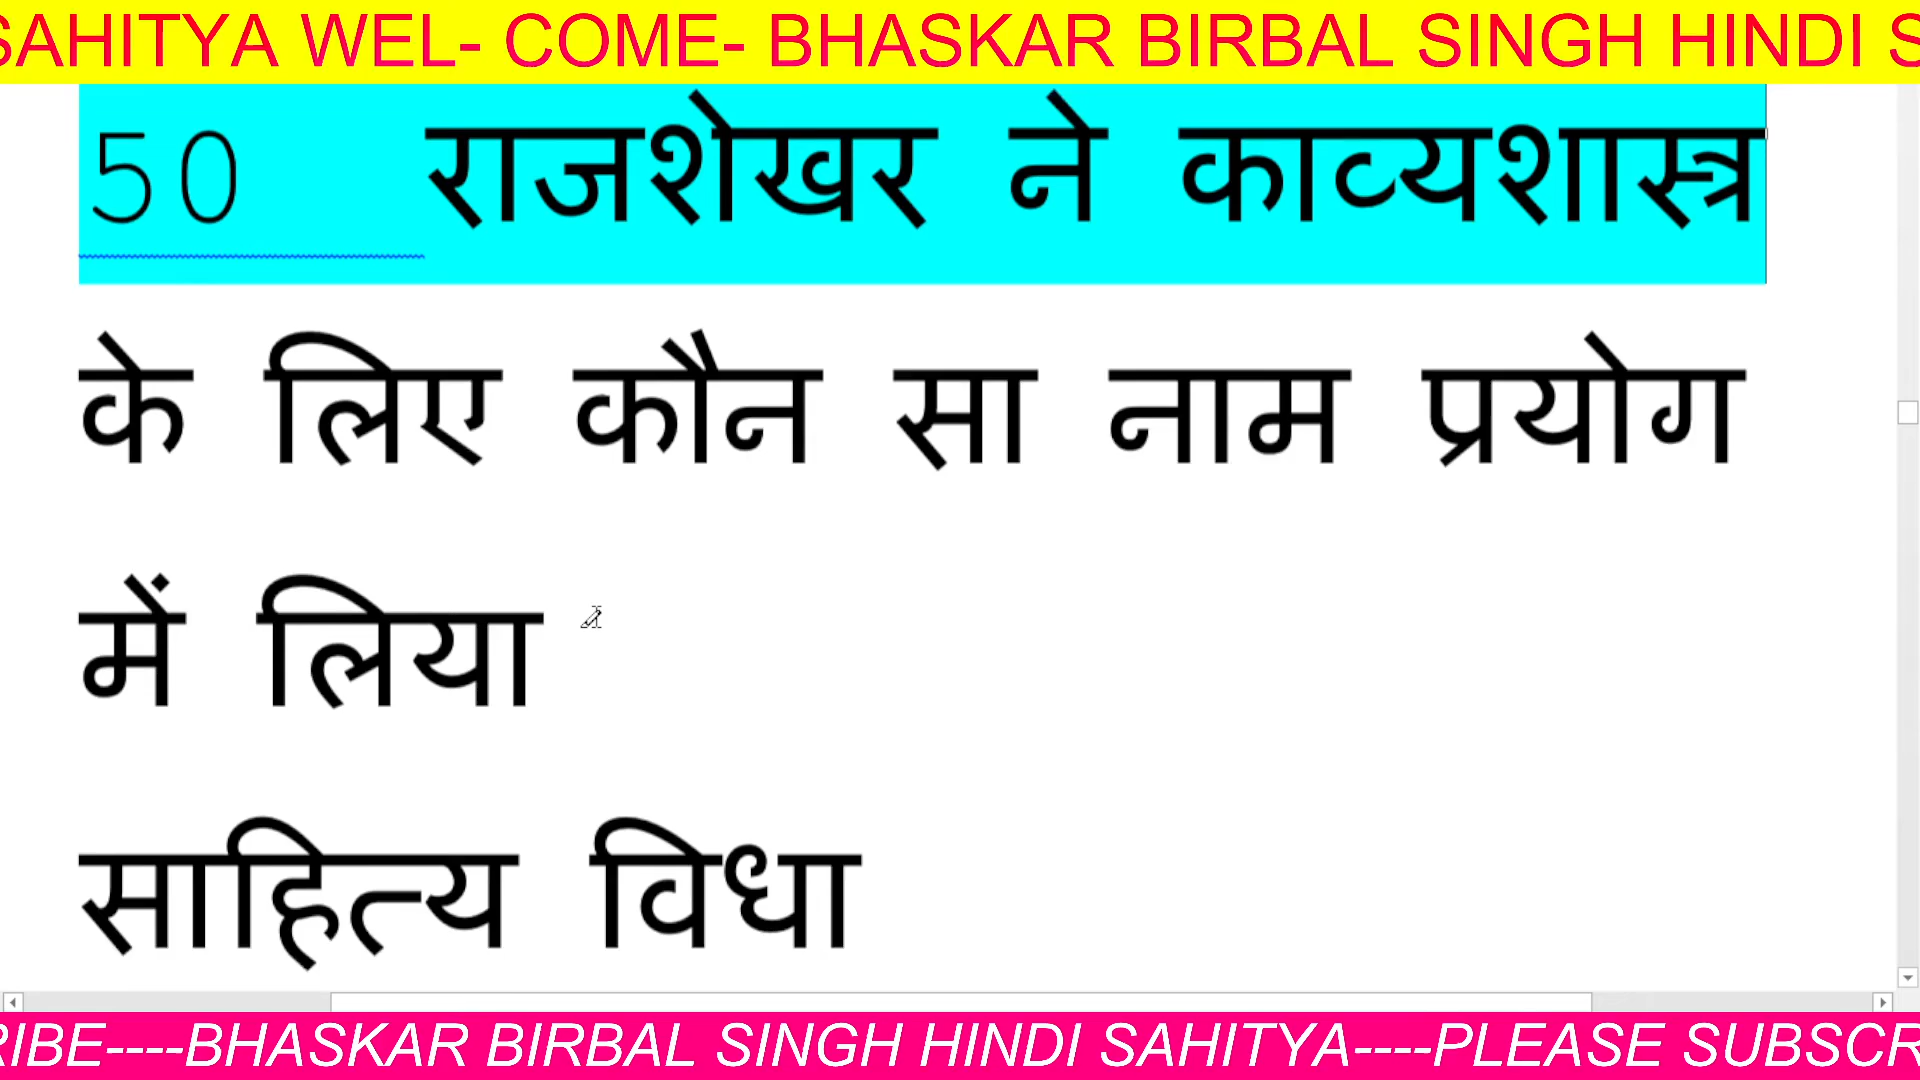 SAHITYA WEL- COME- BHASKAR BIRBAL SINGH HINDI S
50 राजशेखर ने काव्यशास्त्र
के लिए कौन सा नाम प्रयोग
में लिया
साहित्य विधा
RIBE----BHASKAR BIRBAL SINGH HINDI SAHITYA----PLEASE SUBSCR